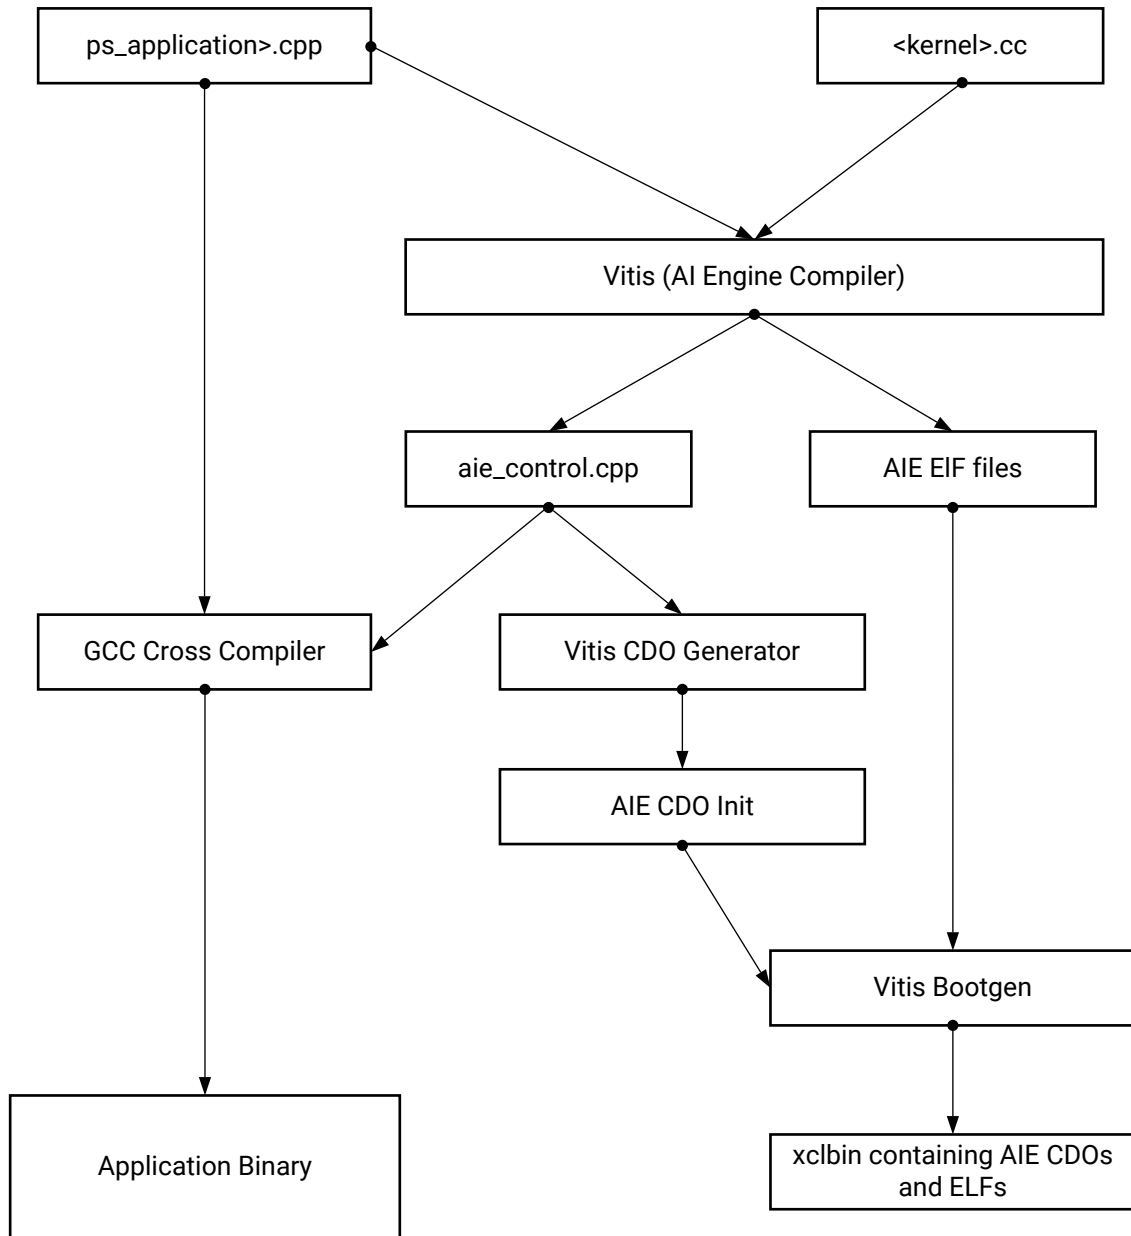 ps_application>.cpp
<kernel>.cc
Vitis (AI Engine Compiler)
aie_control.cpp
AIE ElF files
GCC Cross Compiler
Vitis CDO Generator
AIE CDO Init
Vitis Bootgen
Application Binary
xclbin containing AIE CDOs
and ELFs